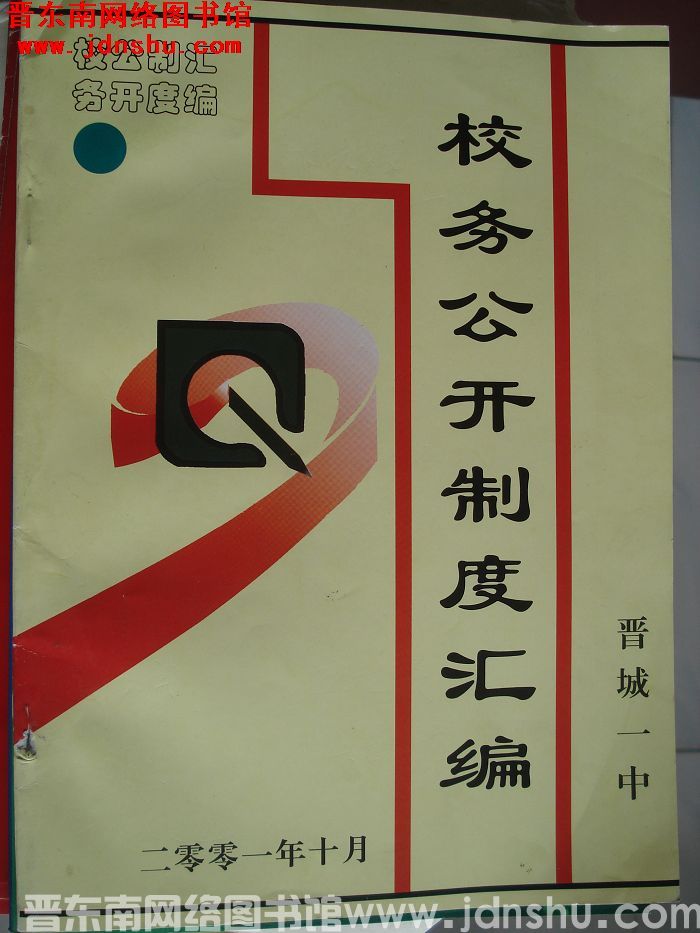 晋东南网络图书馆
www.jdnshu.com
校公制汇
务开度编
校务公开制度汇编
晋城一中
二零零一年十月
晋东南网络图书馆www.jdnshu.com